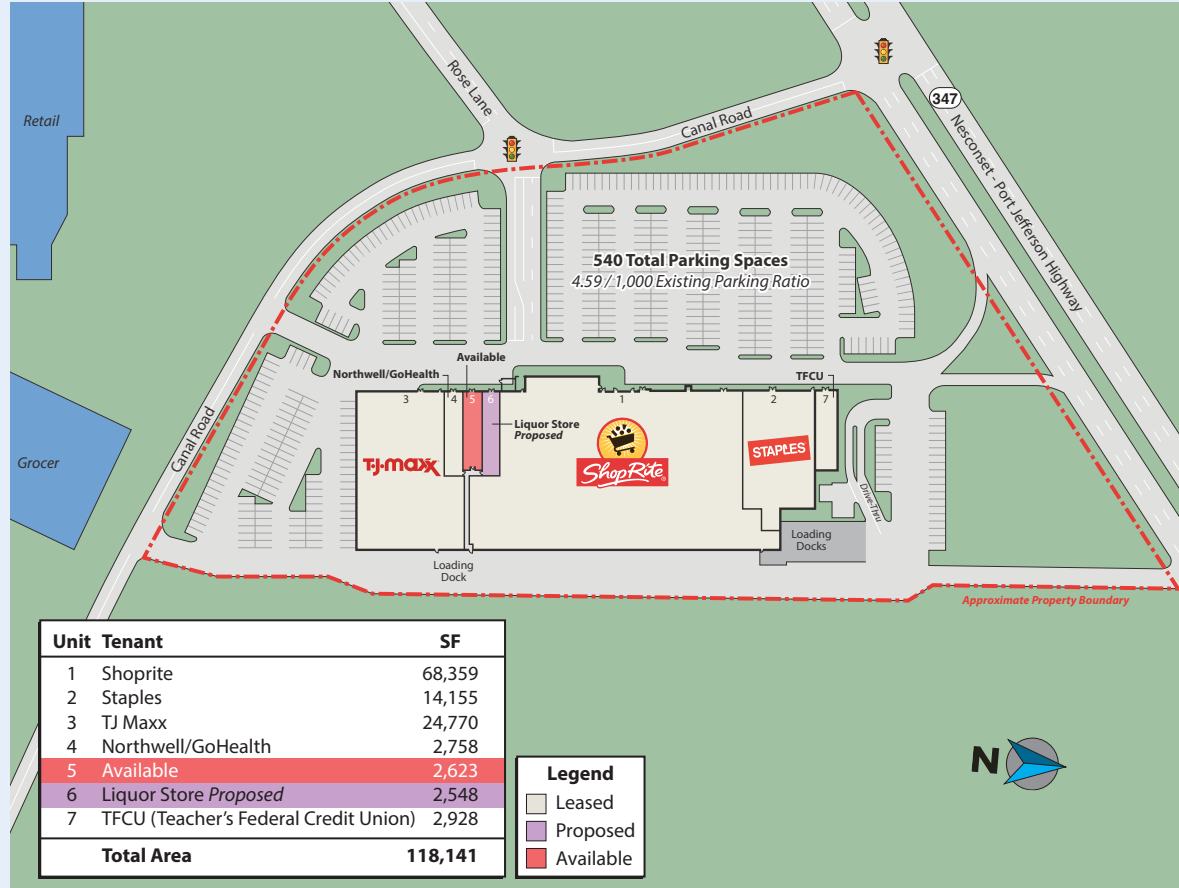 Retail
Rose Lane
Canal Road
347
Nesconset - Port Jefferson Highway
540 Total Parking Spaces
4.59 / 1,000 Existing Parking Ratio
Available
Northwell/GoHealth
TFCU
3
4
5
6
1
2
7
Liquor Store
Proposed
T·J·maxx
ShopRite®
STAPLES
Canal Road
Grocer
Drive-Thru
Loading
Docks
Loading
Dock
Approximate Property Boundary
Unit Tenant SF
1 Shoprite 68,359
2 Staples 14,155
3 TJ Maxx 24,770
4 Northwell/GoHealth 2,758
5 Available 2,623
6 Liquor Store Proposed 2,548
7 TFCU (Teacher's Federal Credit Union) 2,928
Total Area 118,141
Legend
Leased
Proposed
Available
N